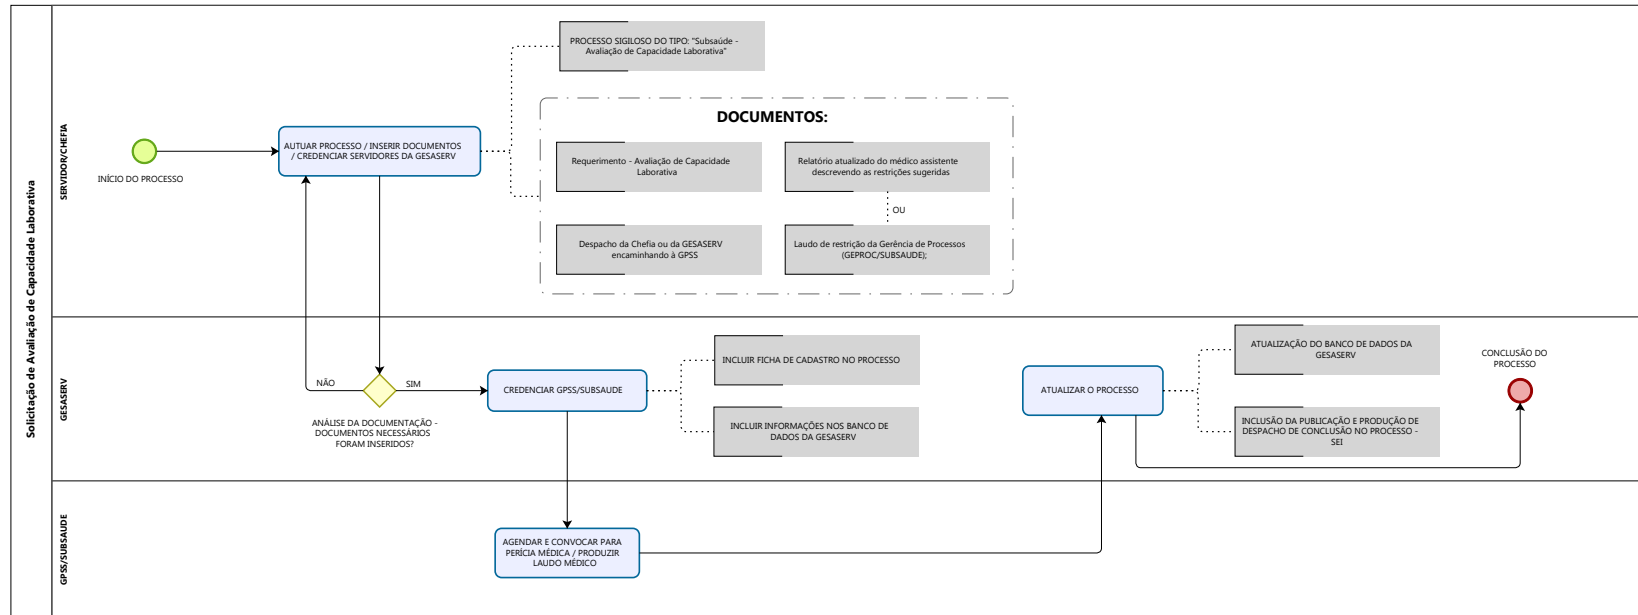 Solicitação de Avaliação de Capacidade Laborativa
SERVIDOR/CHEFIA
INÍCIO DO PROCESSO
AUTUAR PROCESSO / INSERIR DOCUMENTOS
/ CREDENCIAR SERVIDORES DA GESASERV
PROCESSO SIGILOSO DO TIPO: "Subsaúde -
Avaliação de Capacidade Laborativa"
DOCUMENTOS:
Requerimento - Avaliação de Capacidade
Laborativa
Relatório atualizado do médico assistente
descrevendo as restrições sugeridas
OU
Despacho da Chefia ou da GESASERV
encaminhando à GPSS
Laudo de restrição da Gerência de Processos
(GEPROC/SUBSAUDE);
GESASERV
NÃO
SIM
ANÁLISE DA DOCUMENTAÇÃO -
DOCUMENTOS NECESSÁRIOS
FORAM INSERIDOS?
CREDENCIAR GPSS/SUBSAUDE
INCLUIR FICHA DE CADASTRO NO PROCESSO
INCLUIR INFORMAÇÕES NOS BANCO DE
DADOS DA GESASERV
ATUALIZAR O PROCESSO
ATUALIZAÇÃO DO BANCO DE DADOS DA
GESASERV
INCLUSÃO DA PUBLICAÇÃO E PRODUÇÃO DE
DESPACHO DE CONCLUSÃO NO PROCESSO -
SEI
CONCLUSÃO DO
PROCESSO
GPSS/SUBSAUDE
AGENDAR E CONVOCAR PARA
PERÍCIA MÉDICA / PRODUZIR
LAUDO MÉDICO